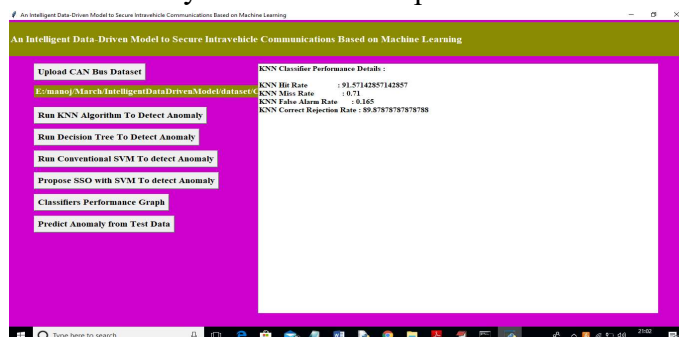 An Intelligent Data-Driven Model to Secure Intravehicle Communications Based on Machine Learning
An Intelligent Data-Driven Model to Secure Intravehicle Communications Based on Machine Learning
Upload CAN Bus Dataset
E:/manoj/March/IntelligentDataDrivenModel/dataset/C
Run KNN Algorithm To Detect Anomaly
Run Decision Tree To Detect Anomaly
Run Conventional SVM To detect Anomaly
Propose SSO with SVM To detect Anomaly
Classifiers Performance Graph
Predict Anomaly from Test Data
KNN Classifier Performance Details :
KNN Hit Rate : 91.57142857142857
KNN Miss Rate : 0.71
KNN False Alarm Rate : 0.165
KNN Correct Rejection Rate : 89.87878787878788
Type here to search
21:02